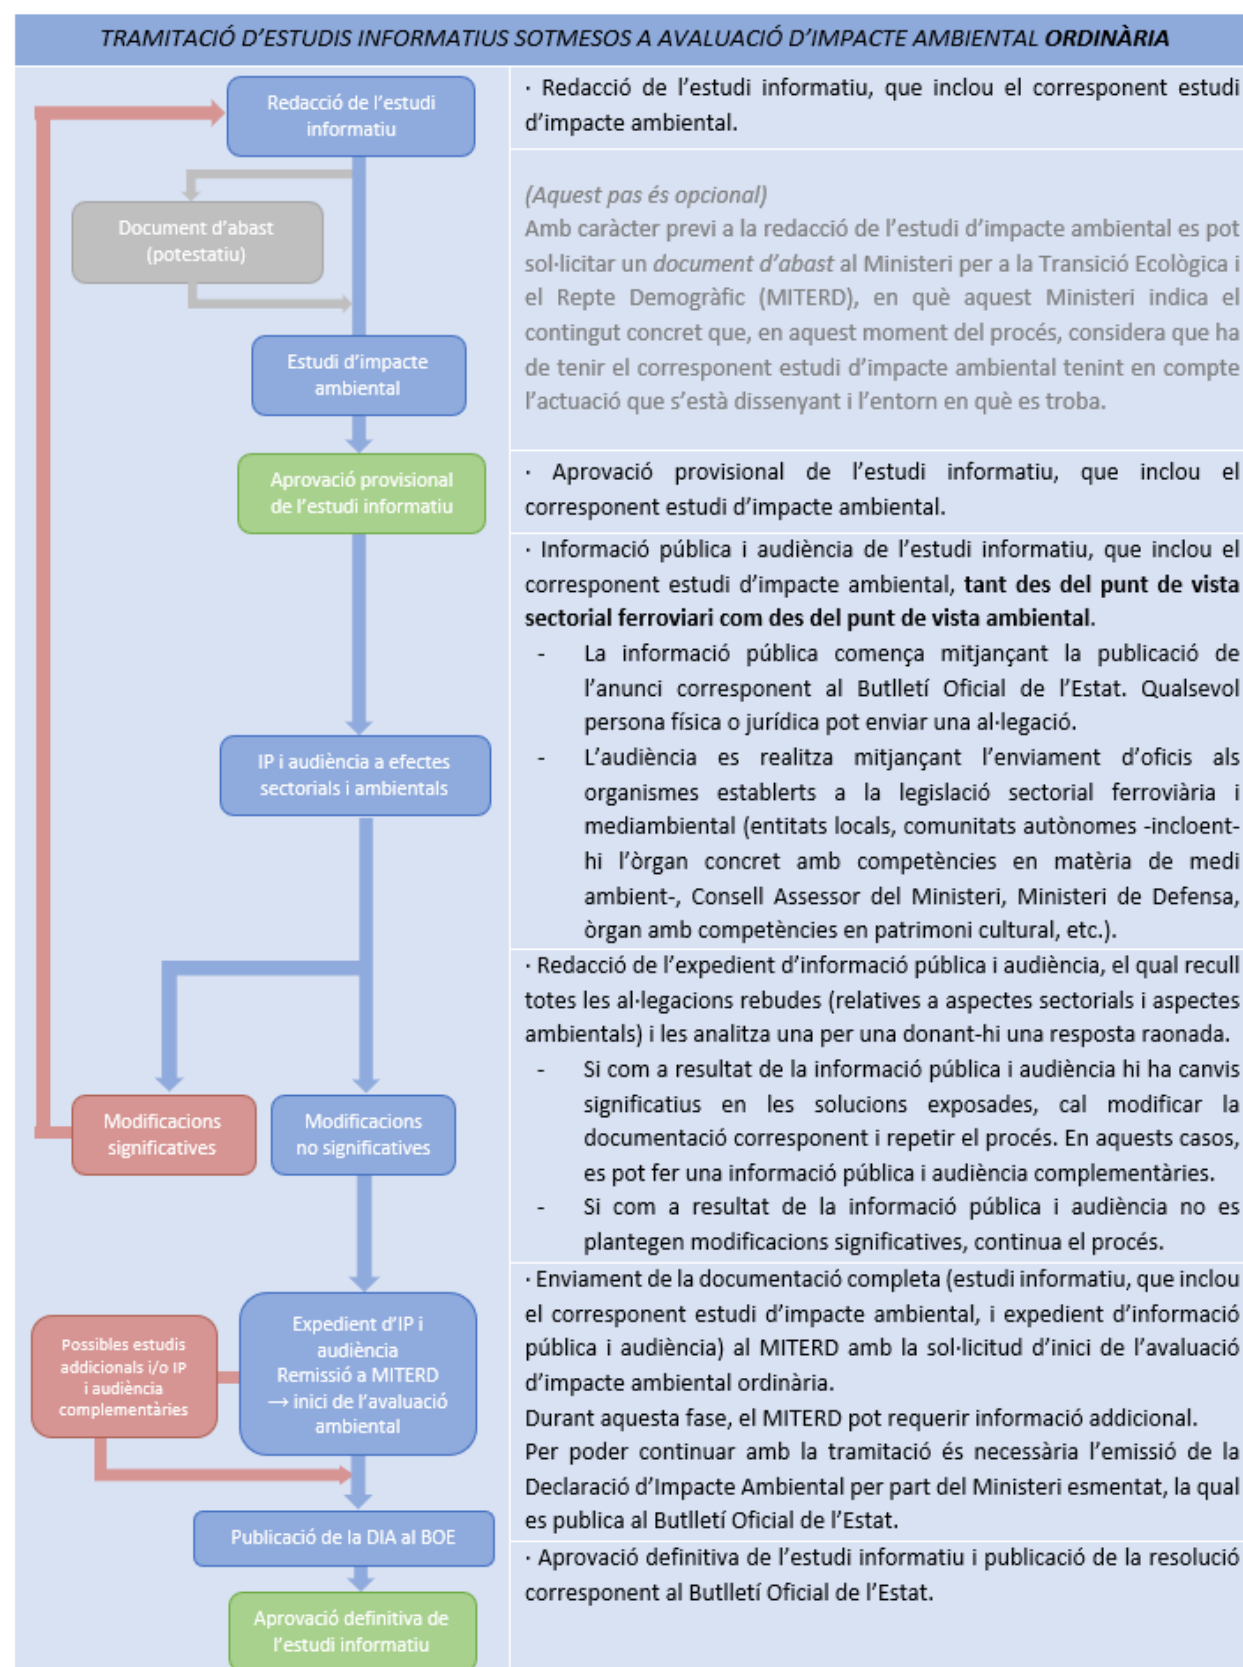 TRAMITACIÓ D'ESTUDIS INFORMATIUS SOTMESOS A AVALUACIÓ D'IMPACTE AMBIENTAL ORDINÀRIA
Redacció de l'estudi
informatiu
· Redacció de l'estudi informatiu, que inclou el corresponent estudi
d'impacte ambiental.
Document d'abast
(potestatiu)
Estudi d'impacte
ambiental
(Aquest pas és opcional)
Amb caràcter previ a la redacció de l'estudi d'impacte ambiental es pot
sol·licitar un document d'abast al Ministeri per a la Transició Ecològica i
el Repte Demogràfic (MITERD), en què aquest Ministeri indica el
contingut concret que, en aquest moment del procés, considera que ha
de tenir el corresponent estudi d'impacte ambiental tenint en compte
l'actuació que s'està dissenyant i l'entorn en què es troba.
Aprovació provisional
de l'estudi informatiu
· Aprovació provisional de l'estudi informatiu, que inclou el
corresponent estudi d'impacte ambiental.
IP i audiència a efectes
sectorials i ambientals
· Informació pública i audiència de l'estudi informatiu, que inclou el
corresponent estudi d'impacte ambiental, tant des del punt de vista
sectorial ferroviari com des del punt de vista ambiental.
- La informació pública comença mitjançant la publicació de
l'anunci corresponent al Butlletí Oficial de l'Estat. Qualsevol
persona física o jurídica pot enviar una al·legació.
- L'audiència es realitza mitjançant l'enviament d'oficis als
organismes establerts a la legislació sectorial ferroviària i
mediambiental (entitats locals, comunitats autònomes -incloent-
hi l'òrgan concret amb competències en matèria de medi
ambient-, Consell Assessor del Ministeri, Ministeri de Defensa,
òrgan amb competències en patrimoni cultural, etc.).
Modificacions
significatives
Modificacions
no significatives
· Redacció de l'expedient d'informació pública i audiència, el qual recull
totes les al·legacions rebudes (relatives a aspectes sectorials i aspectes
ambientals) i les analitza una per una donant-hi una resposta raonada.
- Si com a resultat de la informació pública i audiència hi ha canvis
significatius en les solucions exposades, cal modificar la
documentació corresponent i repetir el procés. En aquests casos,
es pot fer una informació pública i audiència complementàries.
- Si com a resultat de la informació pública i audiència no es
plantegen modificacions significatives, continua el procés.
Possibles estudis
addicionals i/o IP
i audiència
complementàries
Expedient d'IP i
audiència
Remissió a MITERD
→ inici de l'avaluació
ambiental
Publicació de la DIA al BOE
· Enviament de la documentació completa (estudi informatiu, que inclou
el corresponent estudi d'impacte ambiental, i expedient d'informació
pública i audiència) al MITERD amb la sol·licitud d'inici de l'avaluació
d'impacte ambiental ordinària.
Durant aquesta fase, el MITERD pot requerir informació addicional.
Per poder continuar amb la tramitació és necessària l'emissió de la
Declaració d'Impacte Ambiental per part del Ministeri esmentat, la qual
es publica al Butlletí Oficial de l'Estat.
Aprovació definitiva de
l'estudi informatiu
· Aprovació definitiva de l'estudi informatiu i publicació de la resolució
corresponent al Butlletí Oficial de l'Estat.